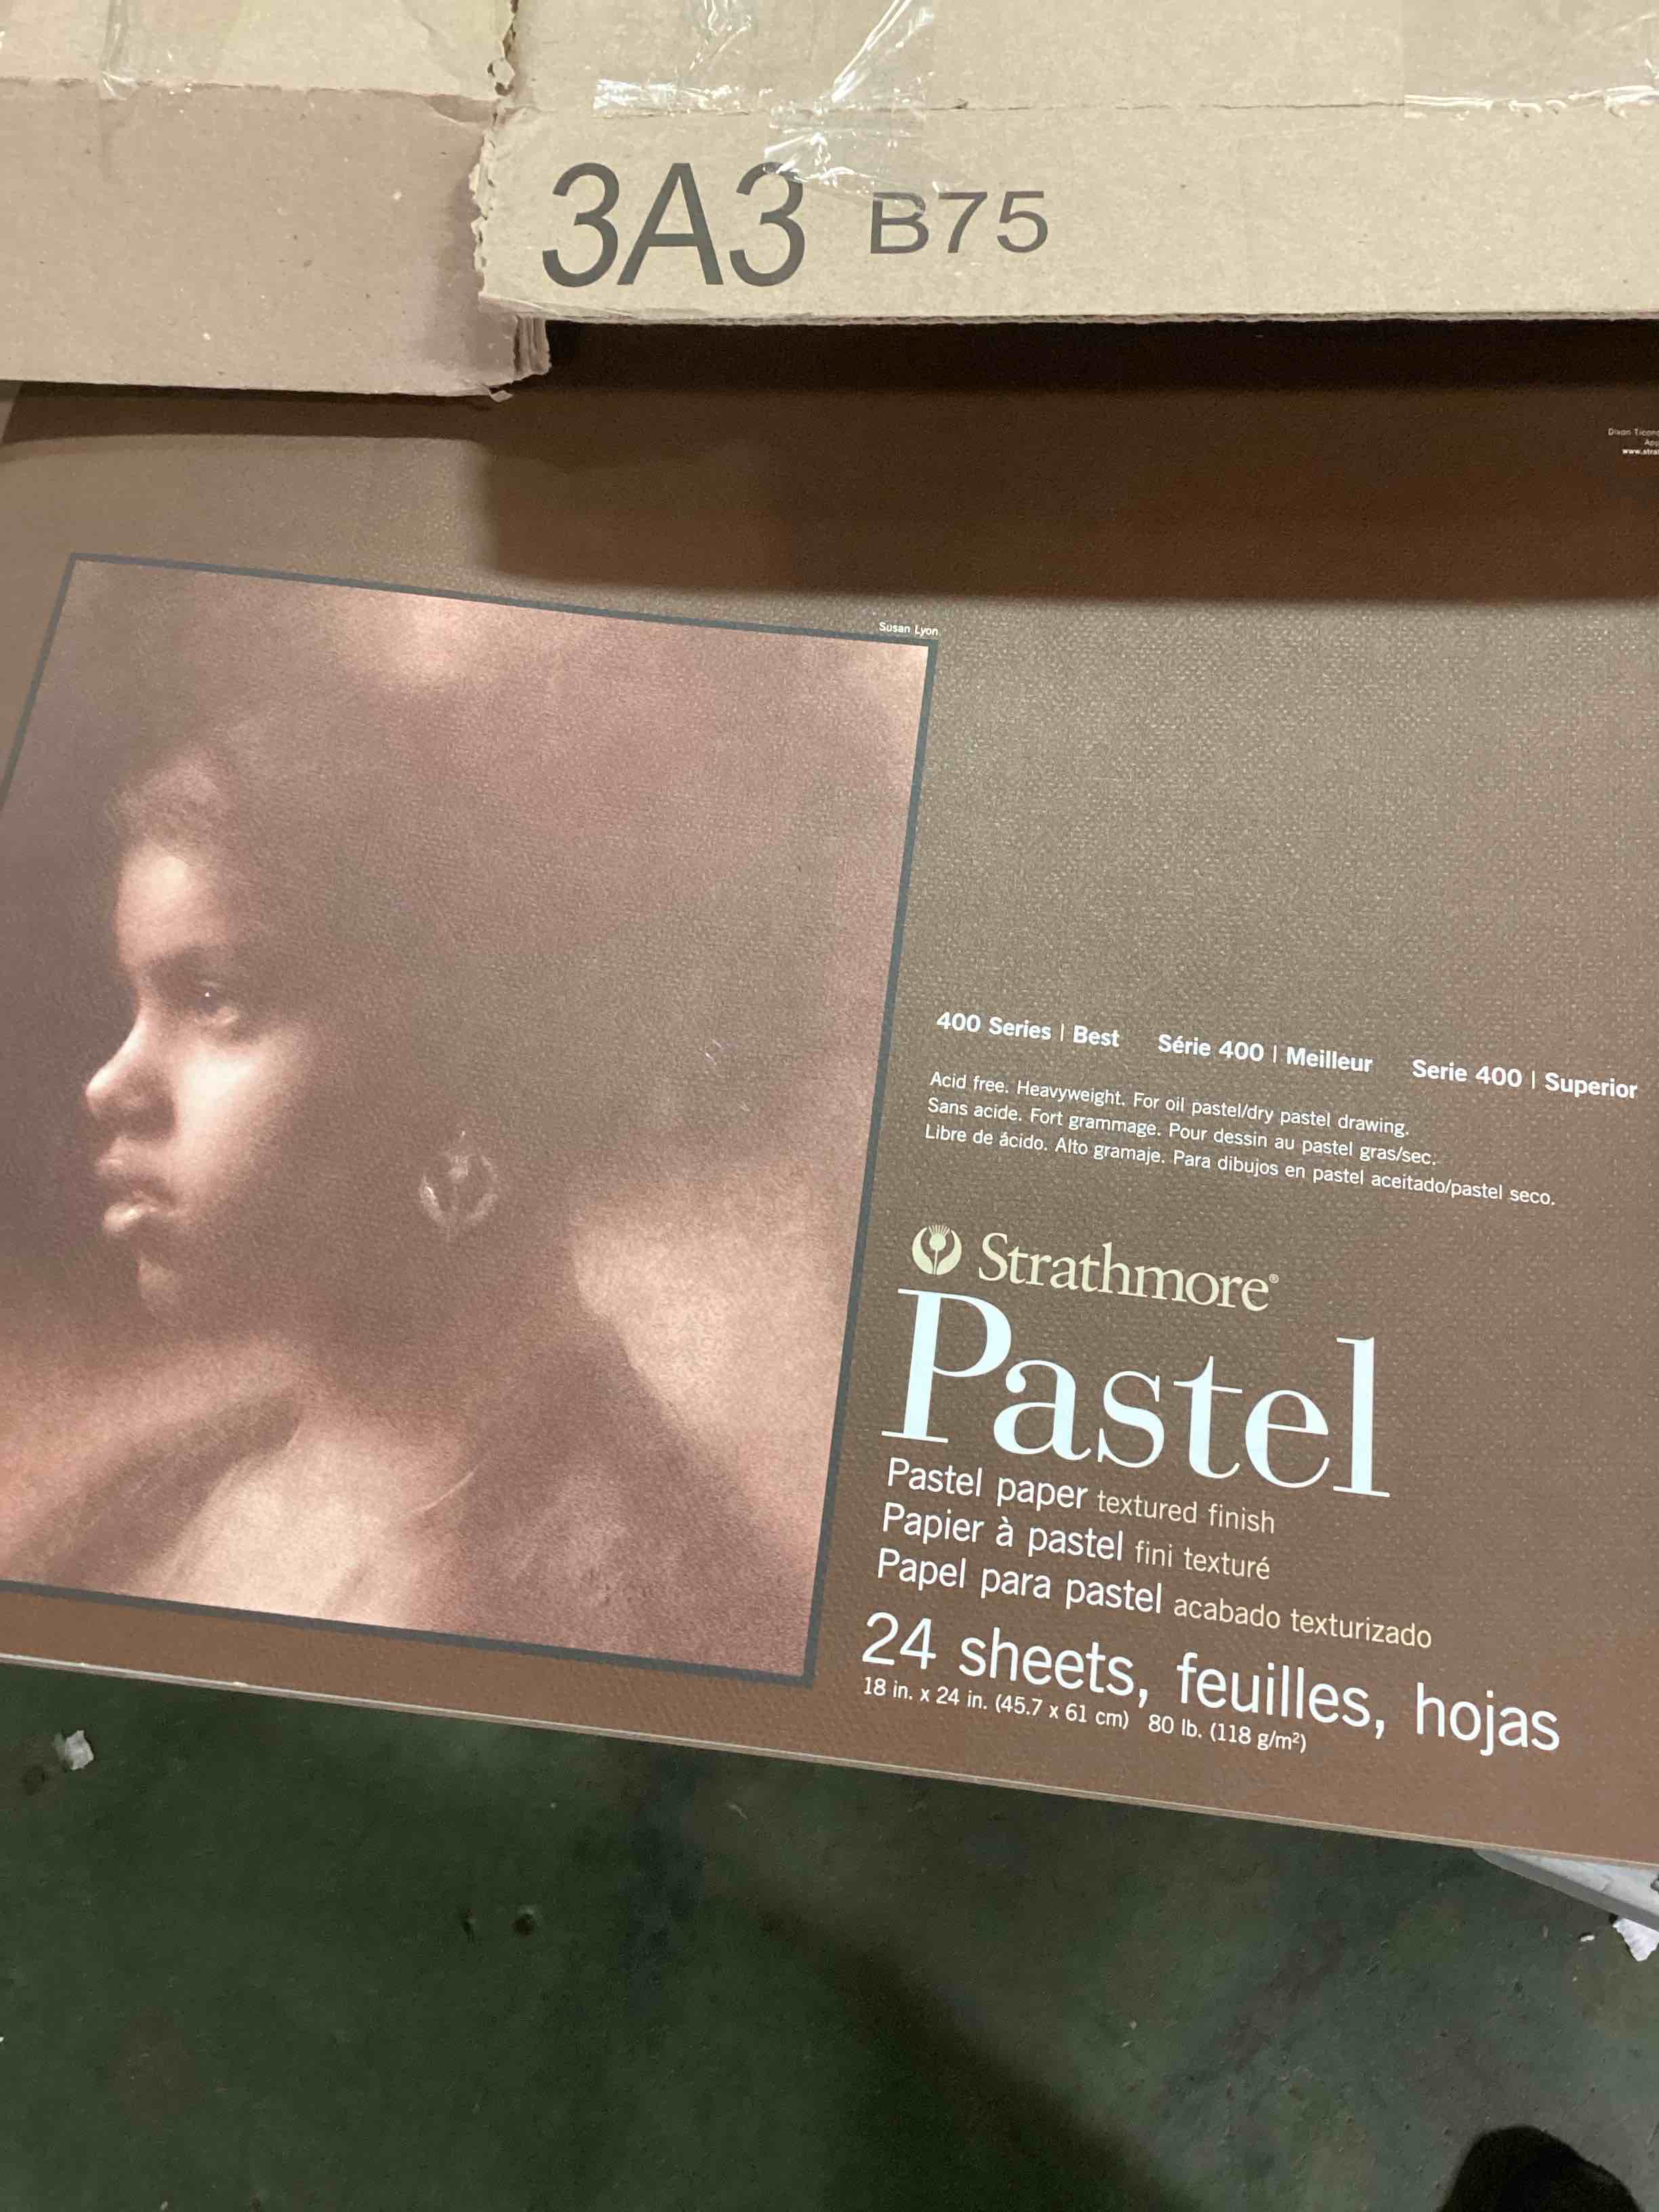 3A3 B75
Dixon
www.stra
Susan Lyon
400 Series | Best Série 400 | Meilleur Serie 400 | Superior
Acid free. Heavyweight. For oil pastel/dry pastel drawing.
Sans acide. Fort grammage. Pour dessin au pastel gras/sec.
Libre de ácido. Alto gramaje. Para dibujos en pastel aceitado/pastel seco.
Strathmore®
Pastel
Pastel paper textured finish
Papier à pastel fini texturé
Papel para pastel acabado texturizado
24 sheets, feuilles, hojas
18 in. x 24 in. (45.7 x 61 cm) 80 lb. (118 g/m²)